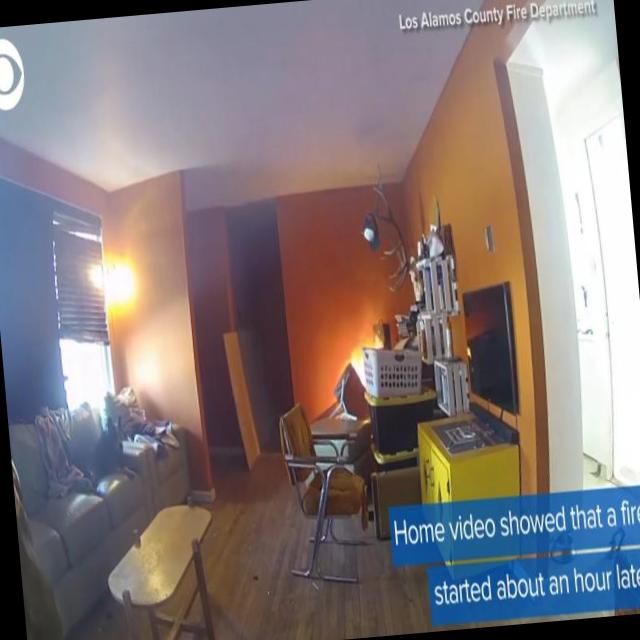 Los Alamos County Fire Department
Home video showed that a fire
started about an hour late